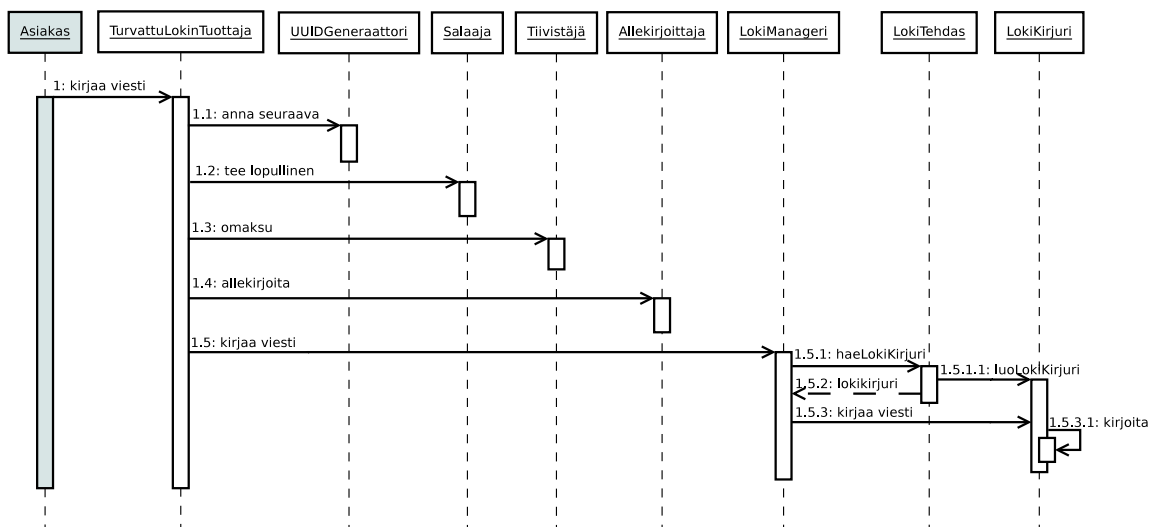 Asiakas
TurvattuLokinTuottaja
UUIDGeneraattori
Salaaja
Tiivistäjä
Allekirjoittaja
LokiManageri
LokiTehdas
LokiKirjuri
1: kirjaa viesti
1.1: anna seuraava
1.2: tee lopullinen
1.3: omaksu
1.4: allekirjoita
1.5: kirjaa viesti
1.5.1: haeLokiKirjuri
1.5.1.1: luoLokiKirjuri
1.5.2: lokikirjuri
1.5.3: kirjaa viesti
1.5.3.1: kirjoita